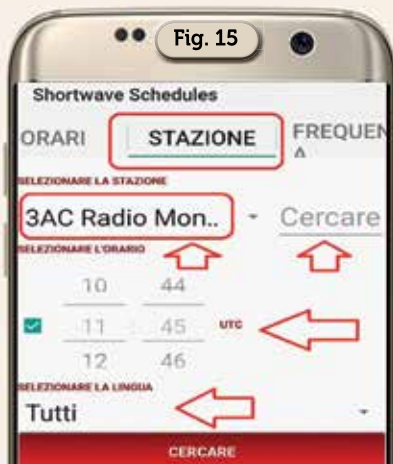 Fig. 15
Shortwave Schedules
ORARI STAZIONE FREQUEN
A
SELEZIONARE LA STAZIONE
3AC Radio Mon.. Cercare
SELEZIONARE L'ORARIO
10 44
11 45 UTC
12 46
SELEZIONARE LA LINGUA
Tutti
CERCARE